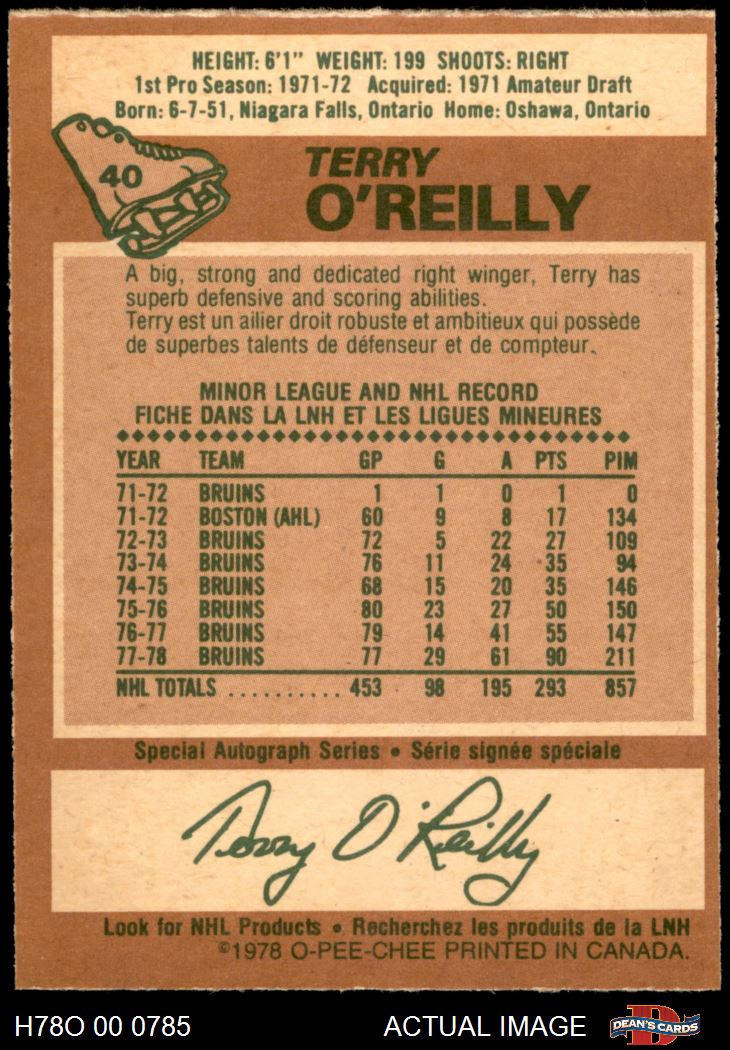 HEIGHT: 6'1" WEIGHT: 199 SHOOTS: RIGHT
1st Pro Season: 1971-72 Acquired: 1971 Amateur Draft
Born: 6-7-51, Niagara Falls, Ontario Home: Oshawa, Ontario
40
TERRY
O'REILLY
A big, strong and dedicated right winger, Terry has
superb defensive and scoring abilities.
Terry est un ailier droit robuste et ambitieux qui possède
de superbes talents de défenseur et de compteur.
MINOR LEAGUE AND NHL RECORD
FICHE DANS LA LNH ET LES LIGUES MINEURES
YEAR TEAM GP G A PTS PIM
71-72 BRUINS 1 1 0 1 0
71-72 BOSTON (AHL) 60 9 8 17 134
72-73 BRUINS 72 5 22 27 109
73-74 BRUINS 76 11 24 35 94
74-75 BRUINS 68 15 20 35 146
75-76 BRUINS 80 23 27 50 150
76-77 BRUINS 79 14 41 55 147
77-78 BRUINS 77 29 61 90 211
NHL TOTALS .......... 453 98 195 293 857
Special Autograph Series • Série signée spéciale
Terry O'Reilly
Look for NHL Products • Recherchez les produits de la LNH
©1978 O-PEE-CHEE PRINTED IN CANADA.
H78O 00 0785 ACTUAL IMAGE D DEAN'S CARDS